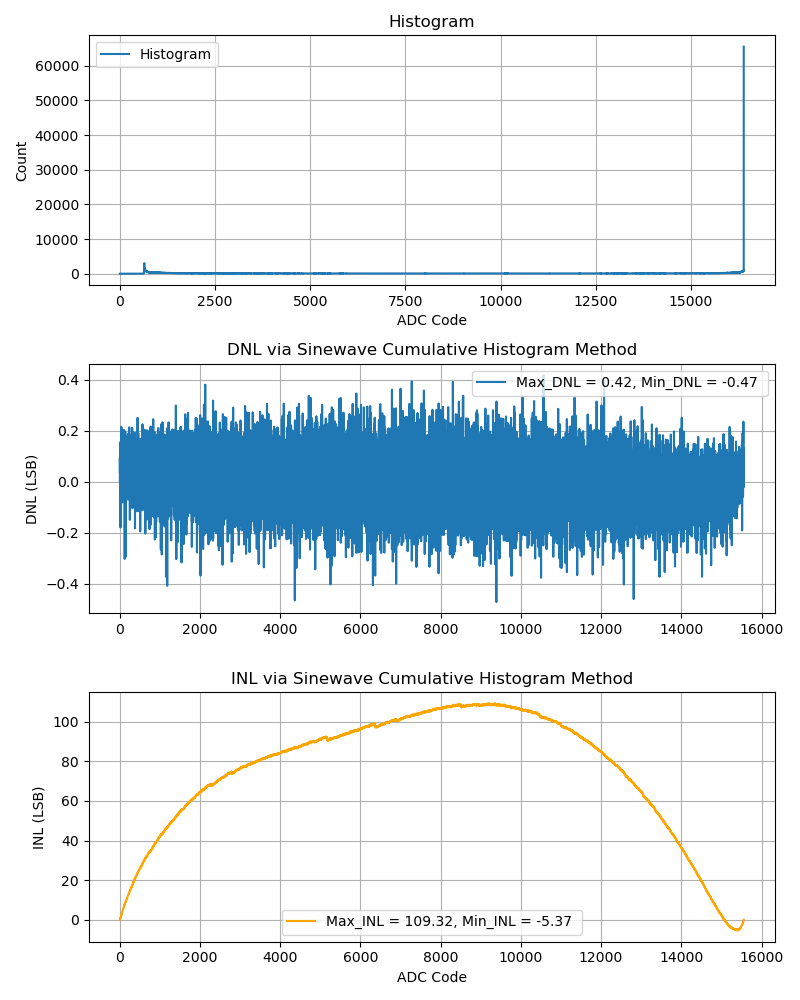 Histogram
Histogram
60000
50000
40000
30000
20000
10000
0
Count
0 2500 5000 7500 10000 12500 15000
ADC Code
DNL via Sinewave Cumulative Histogram Method
Max_DNL = 0.42, Min_DNL = -0.47
0.4
0.2
0.0
−0.2
−0.4
DNL (LSB)
0 2000 4000 6000 8000 10000 12000 14000 16000
INL via Sinewave Cumulative Histogram Method
100
80
60
40
20
0
INL (LSB)
Max_INL = 109.32, Min_INL = -5.37
0 2000 4000 6000 8000 10000 12000 14000 16000
ADC Code